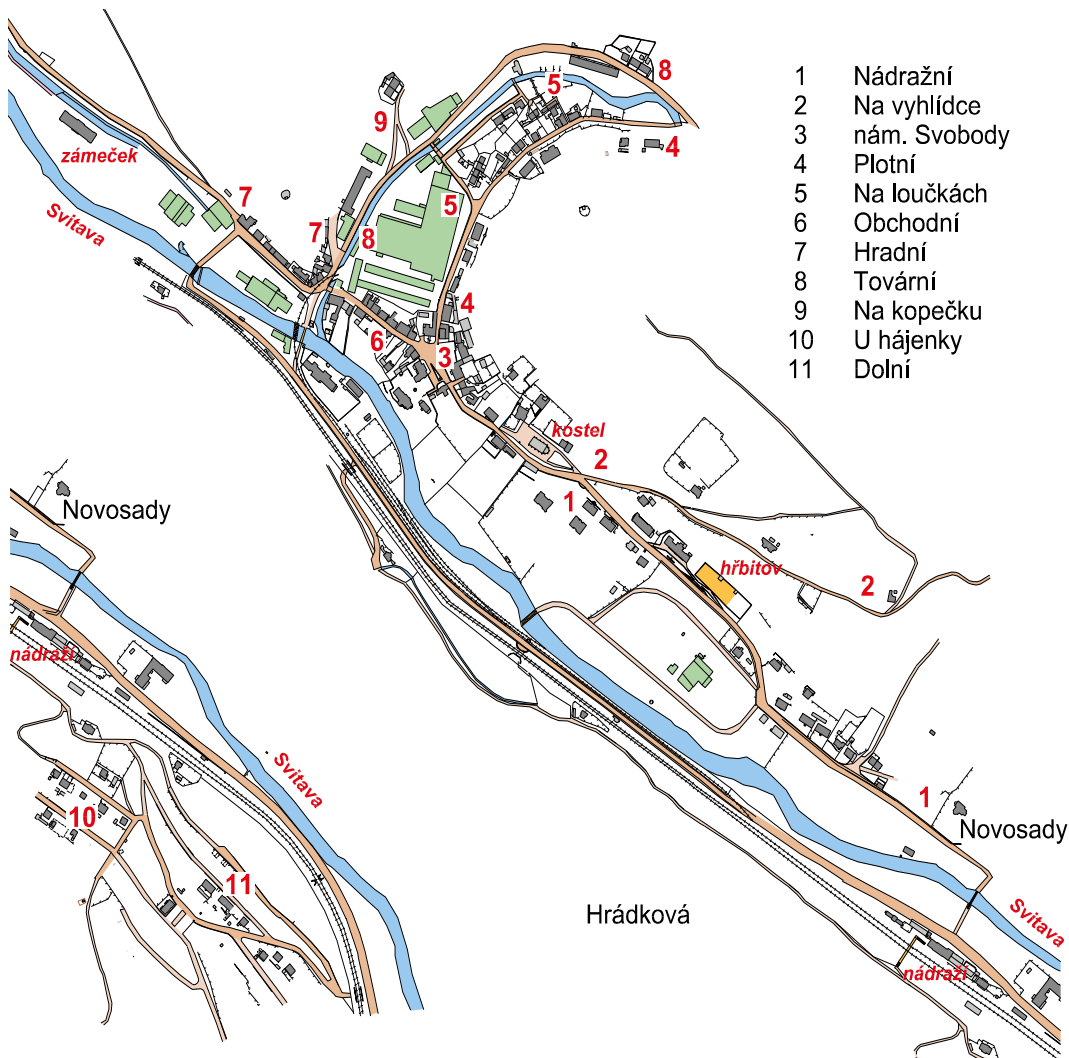 8
1 Nádražní
2 Na vyhlídce
3 nám. Svobody
4 Plotní
5 Na loučkách
6 Obchodní
7 Hradní
8 Tovární
9 Na kopečku
10 U hájenky
11 Dolní
5
9
zámeček
4
7
Svitava
7
8
5
4
6
3
kostel
2
1
Novosady
hřbitov
2
nádraží
Svitava
10
11
1
Novosady
Hrádková
Svitava
nádraží